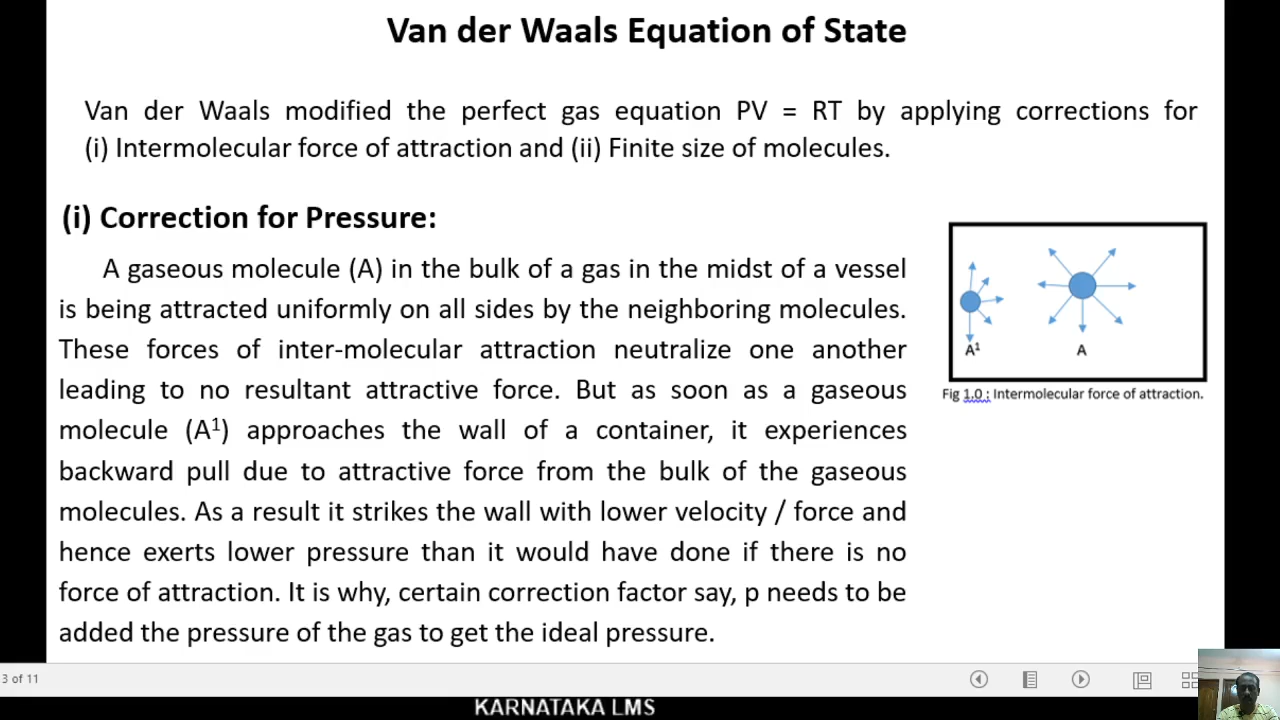 Van der Waals Equation of State
Van der Waals modified the perfect gas equation PV = RT by applying corrections for
(i) Intermolecular force of attraction and (ii) Finite size of molecules.
(i) Correction for Pressure:
A gaseous molecule (A) in the bulk of a gas in the midst of a vessel
is being attracted uniformly on all sides by the neighboring molecules.
These forces of inter-molecular attraction neutralize one another
leading to no resultant attractive force. But as soon as a gaseous
molecule (A¹) approaches the wall of a container, it experiences
backward pull due to attractive force from the bulk of the gaseous
molecules. As a result it strikes the wall with lower velocity / force and
hence exerts lower pressure than it would have done if there is no
force of attraction. It is why, certain correction factor say, p needs to be
added the pressure of the gas to get the ideal pressure.
A¹
A
Fig 1.0 : Intermolecular force of attraction.
3 of 11
KARNATAKA LMS